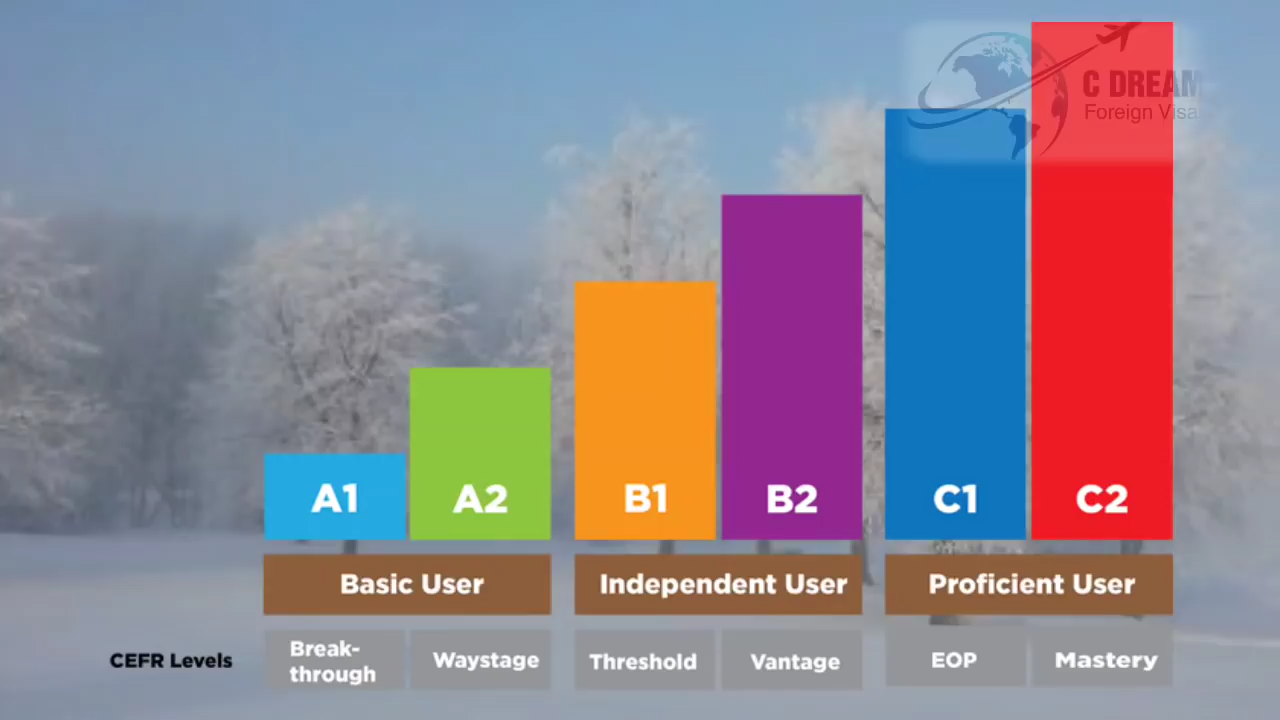 C DREAM
Foreign Visa
A1
A2
B1
B2
C1
C2
Basic User
Independent User
Proficient User
CEFR Levels
Break-
through
Waystage
Threshold
Vantage
EOP
Mastery